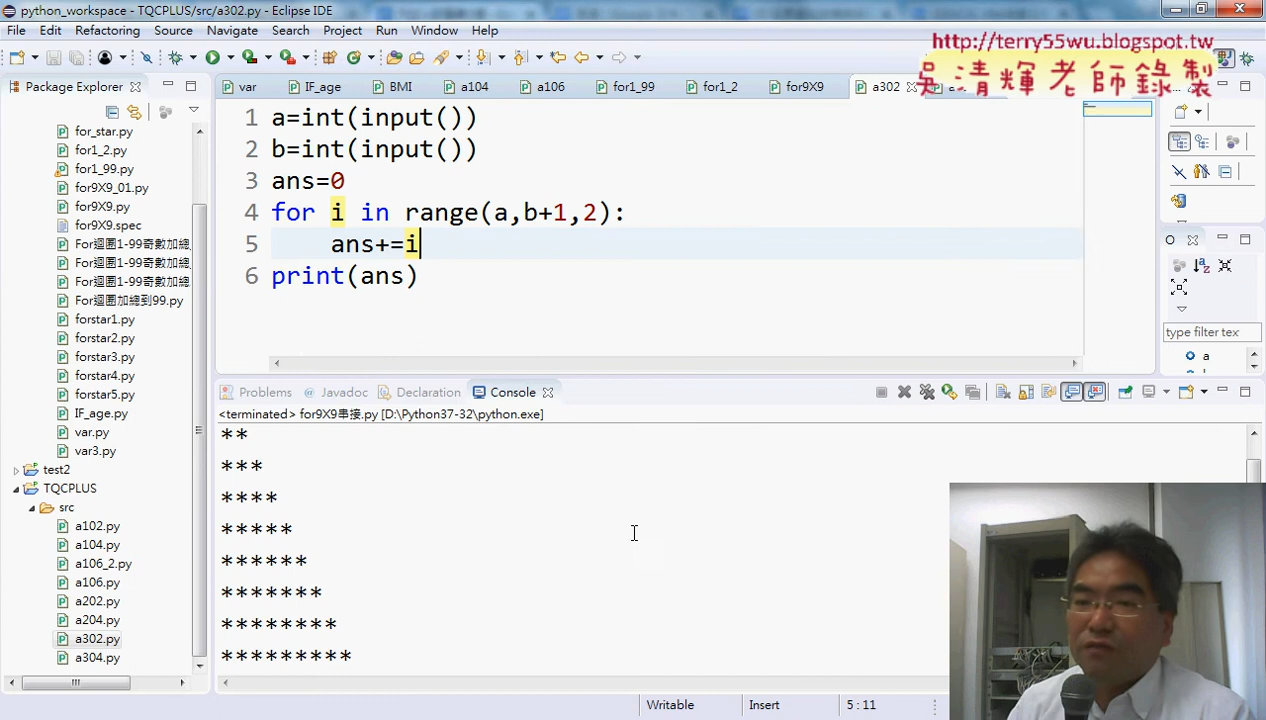 python_workspace - TQCPLUS/src/a302.py - Eclipse IDE
File Edit Refactoring Source Navigate Search Project Run Window Help
http://terry55wu.blogspot.tw
吳清輝老師錄製
Package Explorer
var IF_age BMI a104 a106 for1_99 for1_2 for9X9 a302
for_star.py
for1_2.py
for1_99.py
for9X9_01.py
for9X9.py
for9X9.spec
For迴圈1-99奇數加總
For迴圈1-99奇數加總
For迴圈1-99奇數加總
For迴圈加總到99.py
forstar1.py
forstar2.py
forstar3.py
forstar4.py
forstar5.py
IF_age.py
var.py
var3.py
test2
TQCPLUS
src
a102.py
a104.py
a106_2.py
a106.py
a202.py
a204.py
a302.py
a304.py
1 a=int(input())
2 b=int(input())
3 ans=0
4 for i in range(a,b+1,2):
5 ans+=i
6 print(ans)
type filter tex
a
Problems Javadoc Declaration Console
<terminated> for9X9串接.py [D:\Python37-32\python.exe]
**
***
****
*****
******
*******
********
*********
Writable Insert 5 : 11